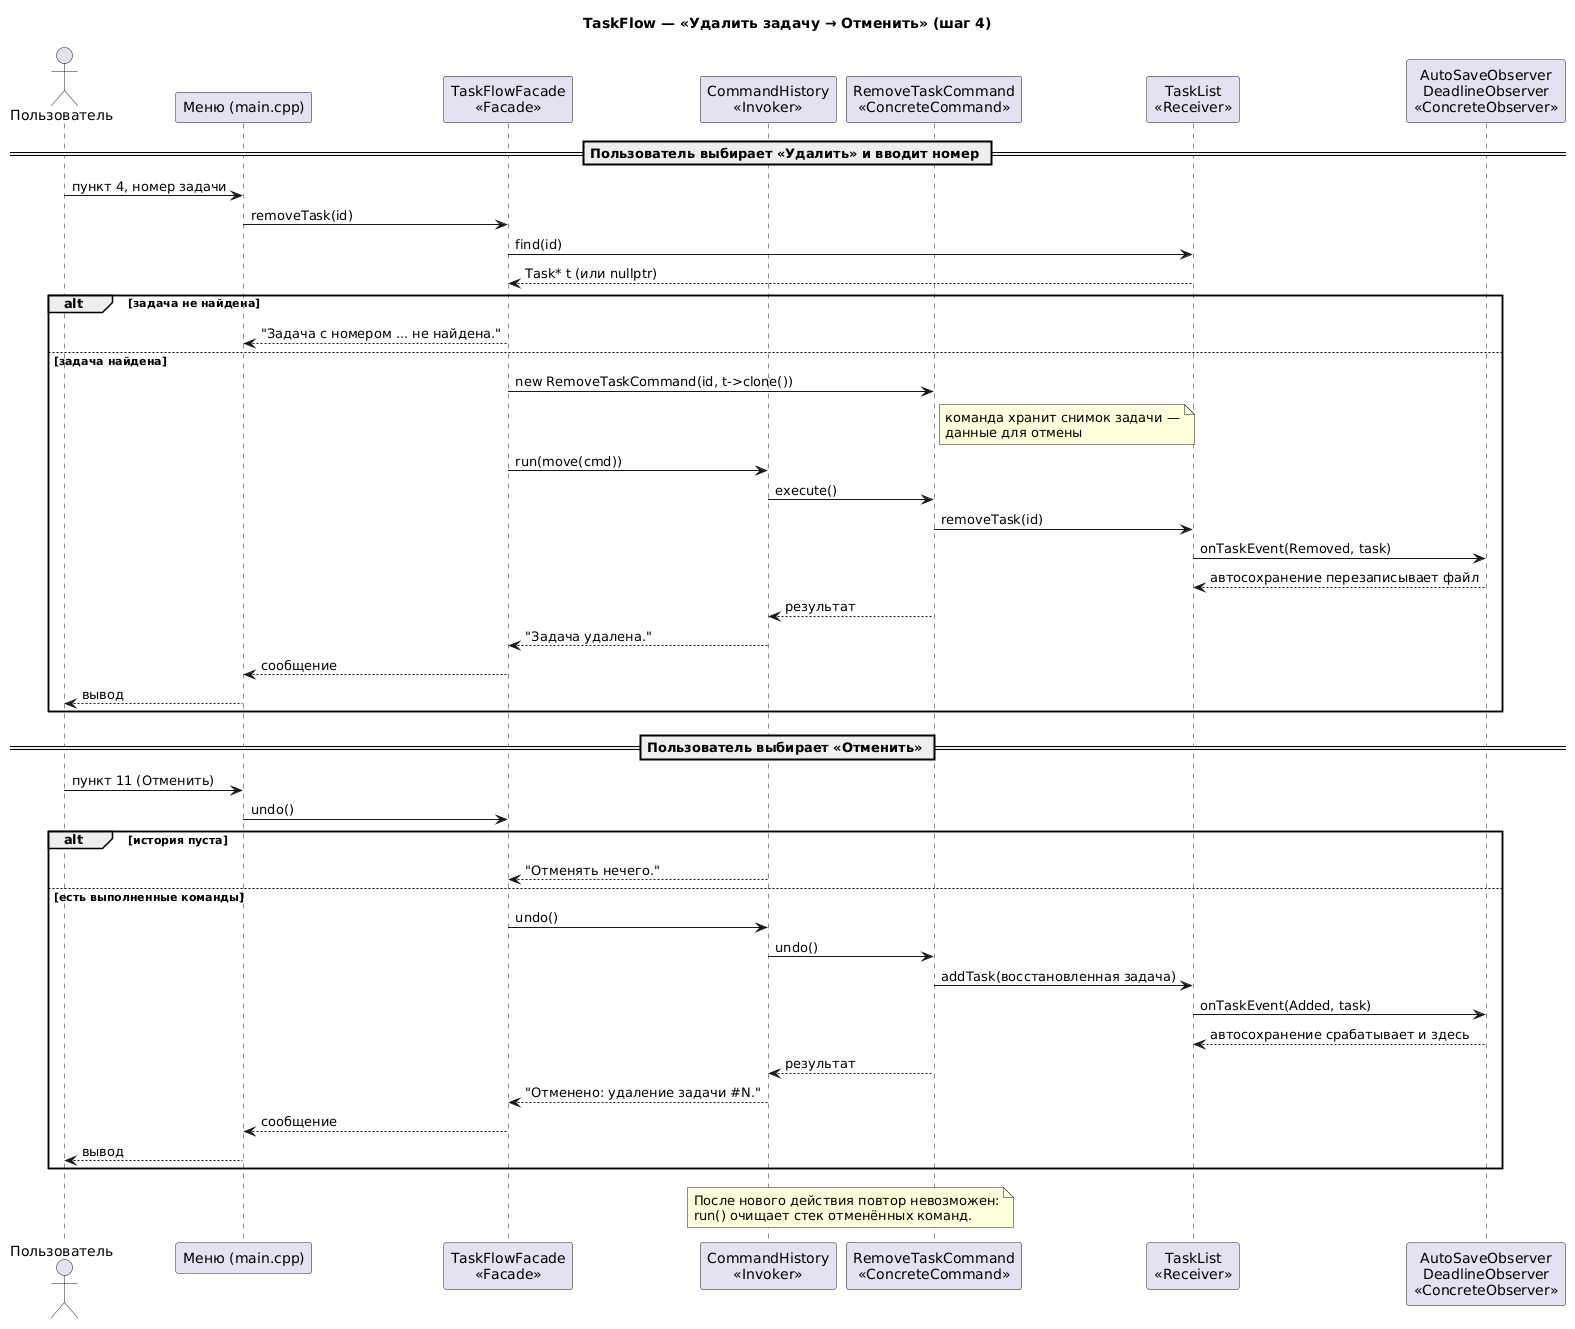 TaskFlow — «Удалить задачу → Отменить» (шаг 4)
Пользователь
Меню (main.cpp)
TaskFlowFacade
«Facade»
CommandHistory
«Invoker»
RemoveTaskCommand
«ConcreteCommand»
TaskList
«Receiver»
AutoSaveObserver
DeadlineObserver
«ConcreteObserver»
Пользователь выбирает «Удалить» и вводит номер
пункт 4, номер задачи
removeTask(id)
find(id)
Task* t (или nullptr)
alt [задача не найдена]
"Задача с номером ... не найдена."
[задача найдена]
new RemoveTaskCommand(id, t->clone())
команда хранит снимок задачи —
данные для отмены
run(move(cmd))
execute()
removeTask(id)
onTaskEvent(Removed, task)
автосохранение перезаписывает файл
результат
"Задача удалена."
сообщение
вывод
Пользователь выбирает «Отменить»
пункт 11 (Отменить)
undo()
alt [история пуста]
"Отменять нечего."
[есть выполненные команды]
undo()
undo()
addTask(восстановленная задача)
onTaskEvent(Added, task)
автосохранение срабатывает и здесь
результат
"Отменено: удаление задачи #N."
сообщение
вывод
После нового действия повтор невозможен:
run() очищает стек отменённых команд.
Пользователь
Меню (main.cpp)
TaskFlowFacade
«Facade»
CommandHistory
«Invoker»
RemoveTaskCommand
«ConcreteCommand»
TaskList
«Receiver»
AutoSaveObserver
DeadlineObserver
«ConcreteObserver»